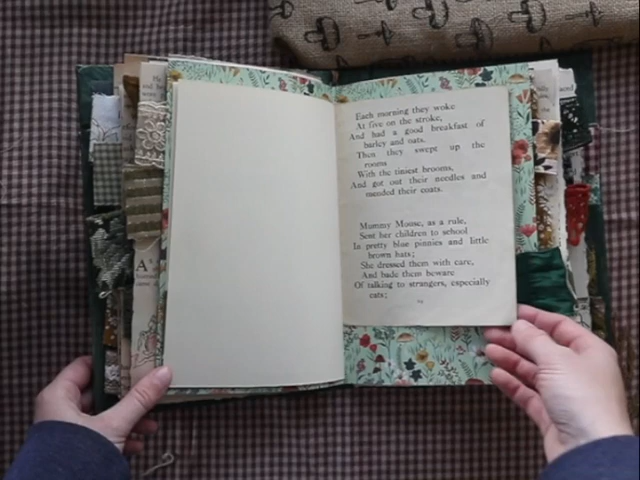 Each morning they woke
At five on the stroke,
And had a good breakfast of
barley and oats.
Then they swept up the
rooms
With the tiniest brooms,
And got out their needles and
mended their coats.
Mummy Mouse, as a rule,
Sent her children to school
In pretty blue pinnies and little
brown hats;
She dressed them with care,
And bade them beware
Of talking to strangers, especially
cats;